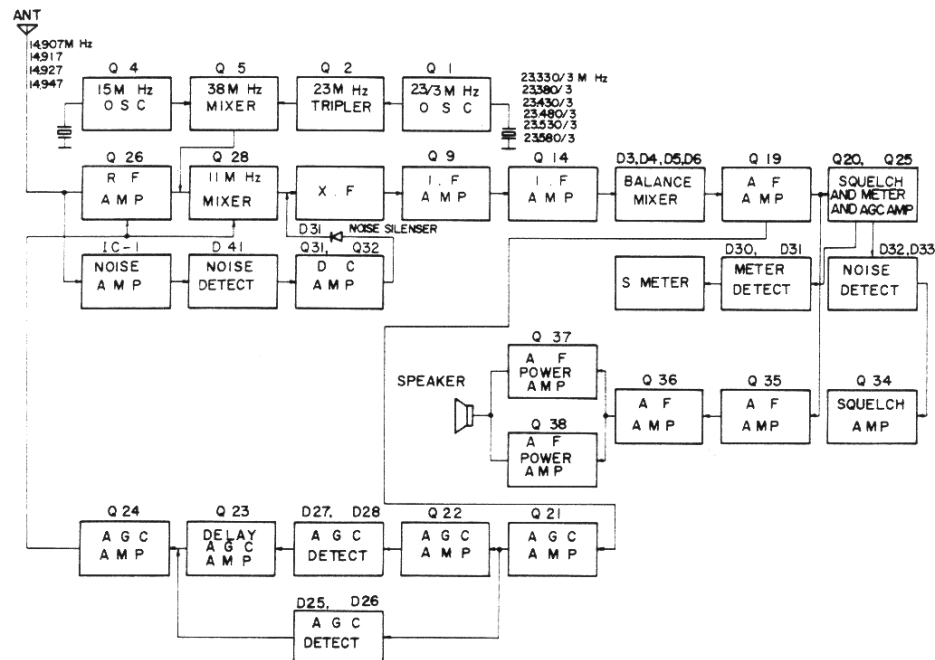 ANT
14,907M Hz
14,917
14,927
14,947
Q 4
15M Hz
O S C
Q 5
38M Hz
MIXER
Q 2
23M Hz
TRIPLER
Q 1
23/3M Hz
O S C
23.330/3 M Hz
23.380/3
23.430/3
23.480/3
23.530/3
23.580/3
Q 26
R F
A M P
Q 28
11M Hz
MIXER
X. F
Q 9
I. F
A M P
Q 14
I. F
A M P
D3, D4, D5, D6
BALANCE
MIXER
Q 19
A F
A M P
Q20, Q25
SQUELCH
AND METER
AND AGC AMP
D31 NOISE SILENSER
IC-1
NOISE
A M P
D 41
NOISE
DETECT
Q31, Q32
D C
A M P
S METER
D30, D31
METER
DETECT
D32, D33
NOISE
DETECT
SPEAKER
Q 37
A F
POWER
AMP
Q 38
A F
POWER
AMP
Q 36
A F
A M P
Q 35
A F
A M P
Q 34
SQUELCH
A M P
Q 24
A G C
A M P
Q 23
DELAY
A G C
A M P
D27, D28
A G C
DETECT
Q 22
A G C
A M P
Q 21
A G C
A M P
D25, D26
A G C
DETECT